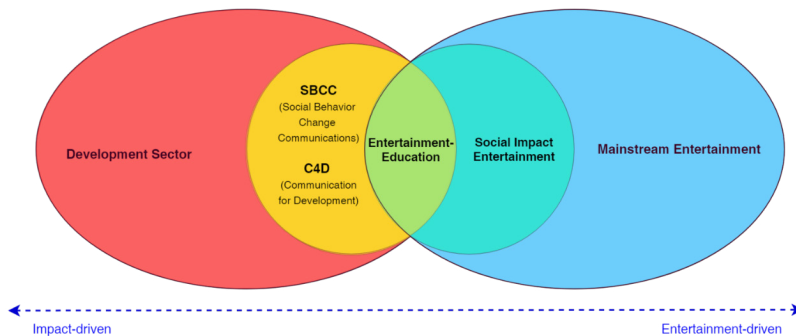 Development Sector
SBCC
(Social Behavior
Change
Communications)
C4D
(Communication
for Development)
Entertainment-
Education
Social Impact
Entertainment
Mainstream Entertainment
Impact-driven
Entertainment-driven